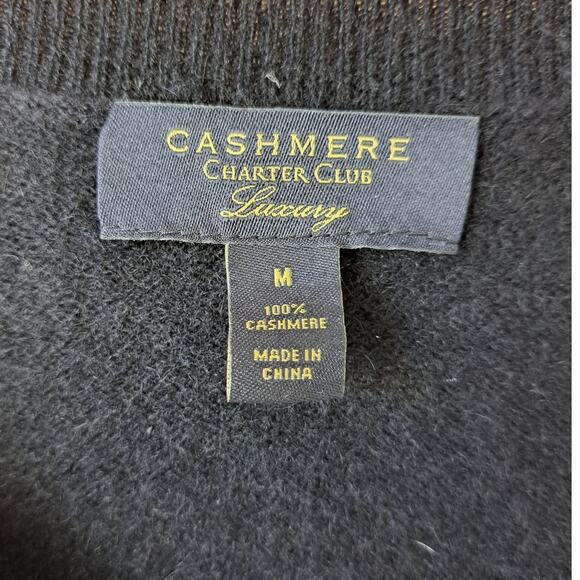 CASHMERE
CHARTER CLUB
Luxury
M
100%
CASHMERE
MADE IN
CHINA